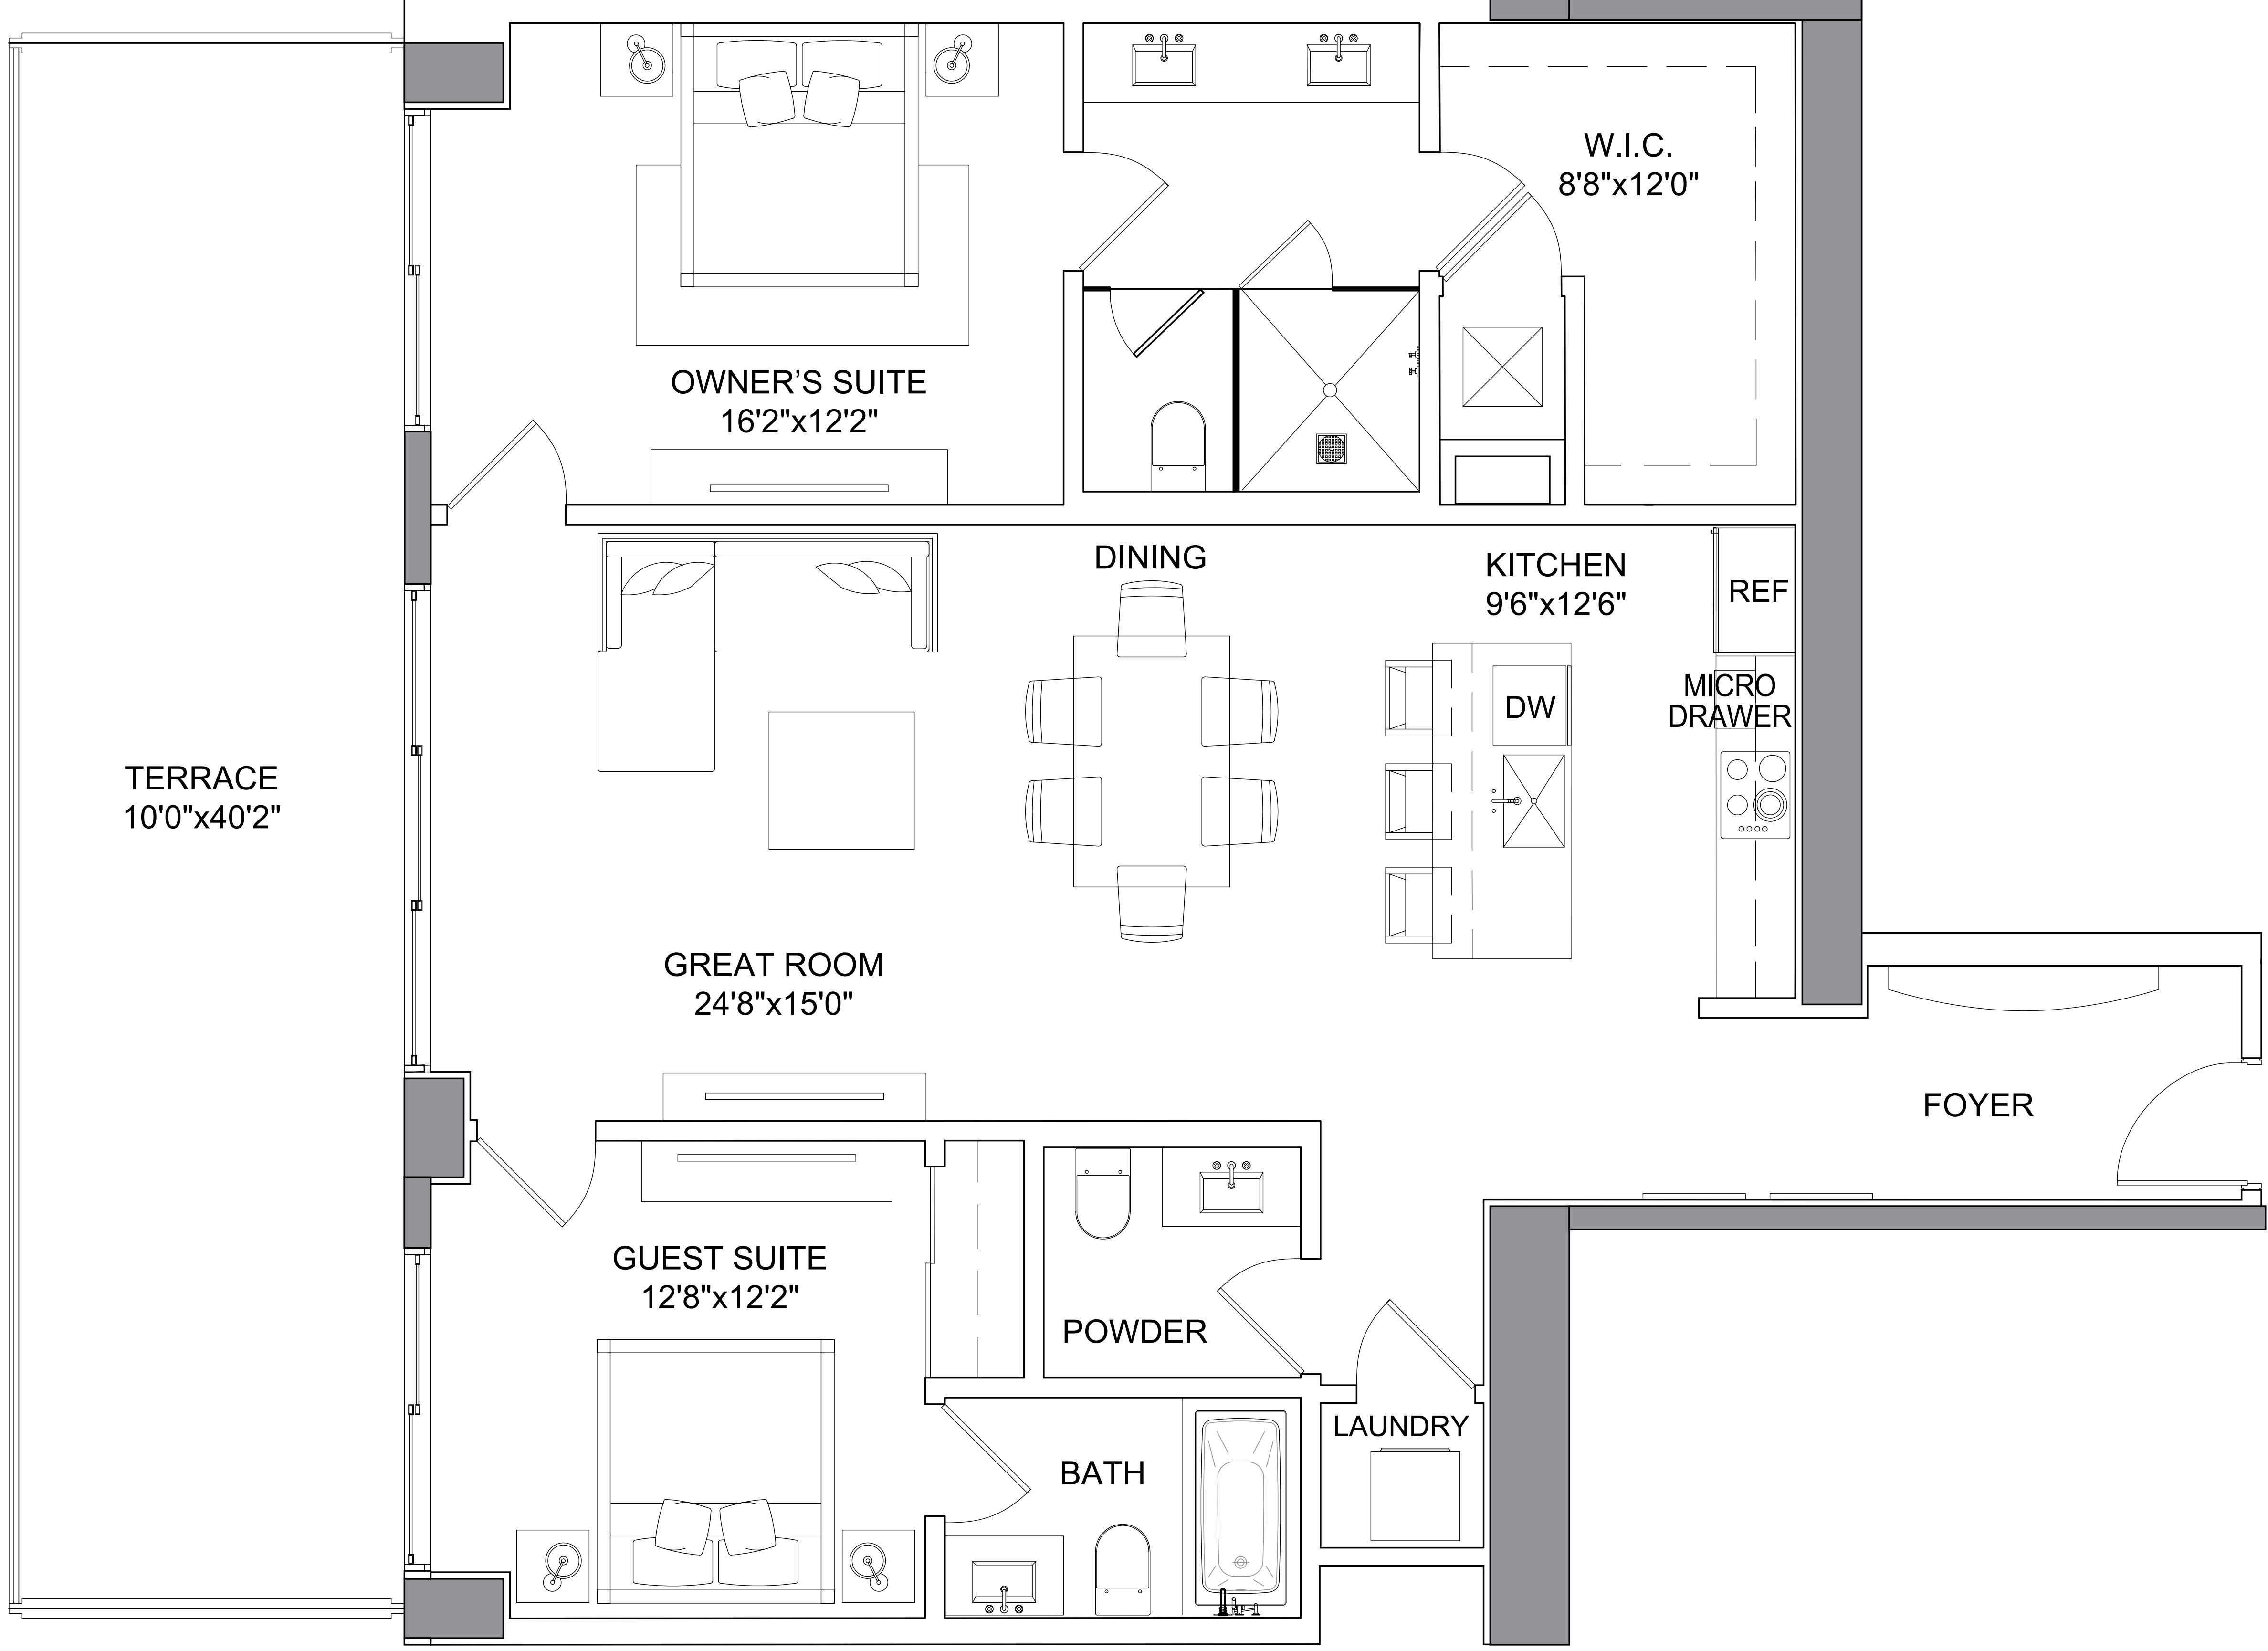 W.I.C.
8'8"x12'0"
OWNER’S SUITE
16'2"x12'2"
DINING
KITCHEN
9'6"x12'6"
REF
MICRO
DRAWER
DW
TERRACE
10'0"x40'2"
GREAT ROOM
24'8"x15'0"
FOYER
GUEST SUITE
12'8"x12'2"
POWDER
LAUNDRY
BATH